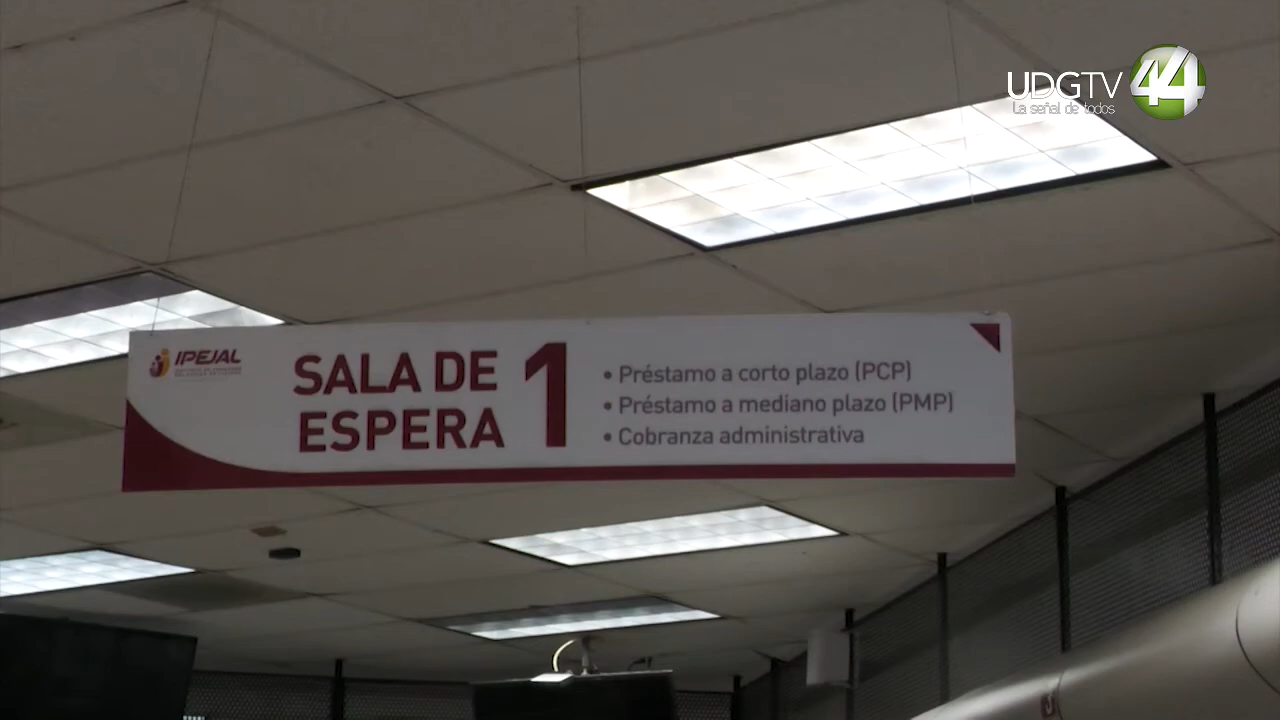 UDGTV 44
La señal de todos
IPEJAL
SALA DE
ESPERA
1
• Préstamo a corto plazo (PCP)
• Préstamo a mediano plazo (PMP)
• Cobranza administrativa